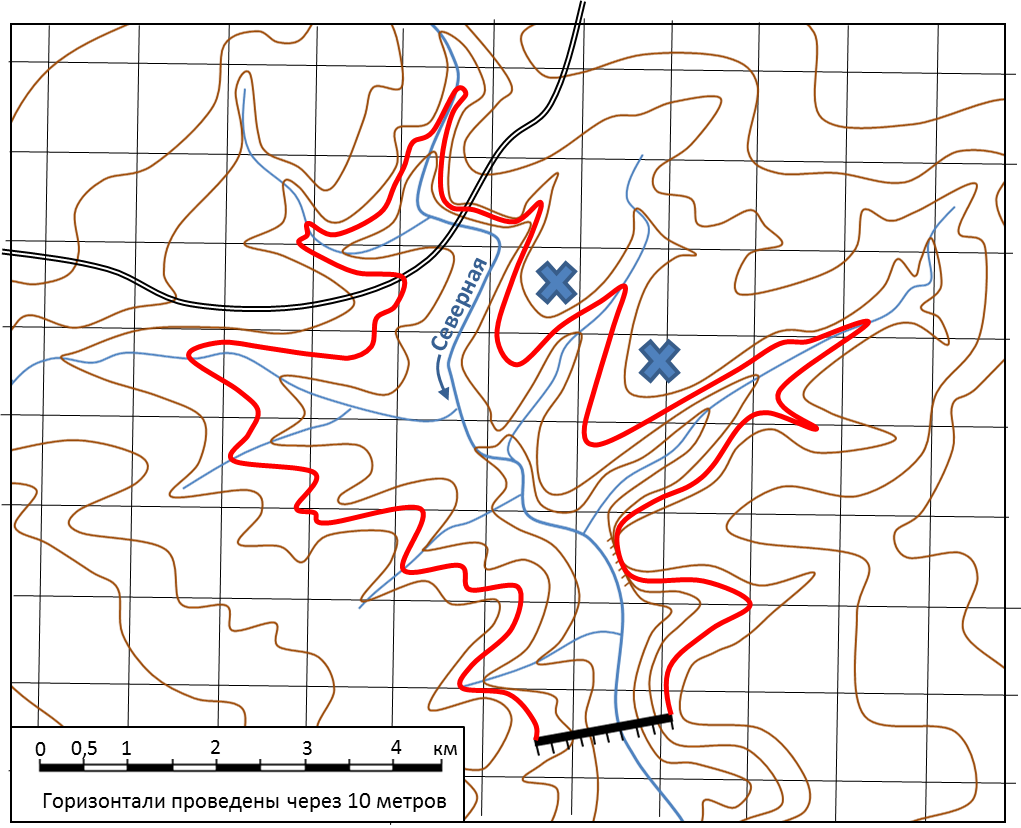 Северная
0 0,5 1 2 3 4 км
Горизонтали проведены через 10 метров